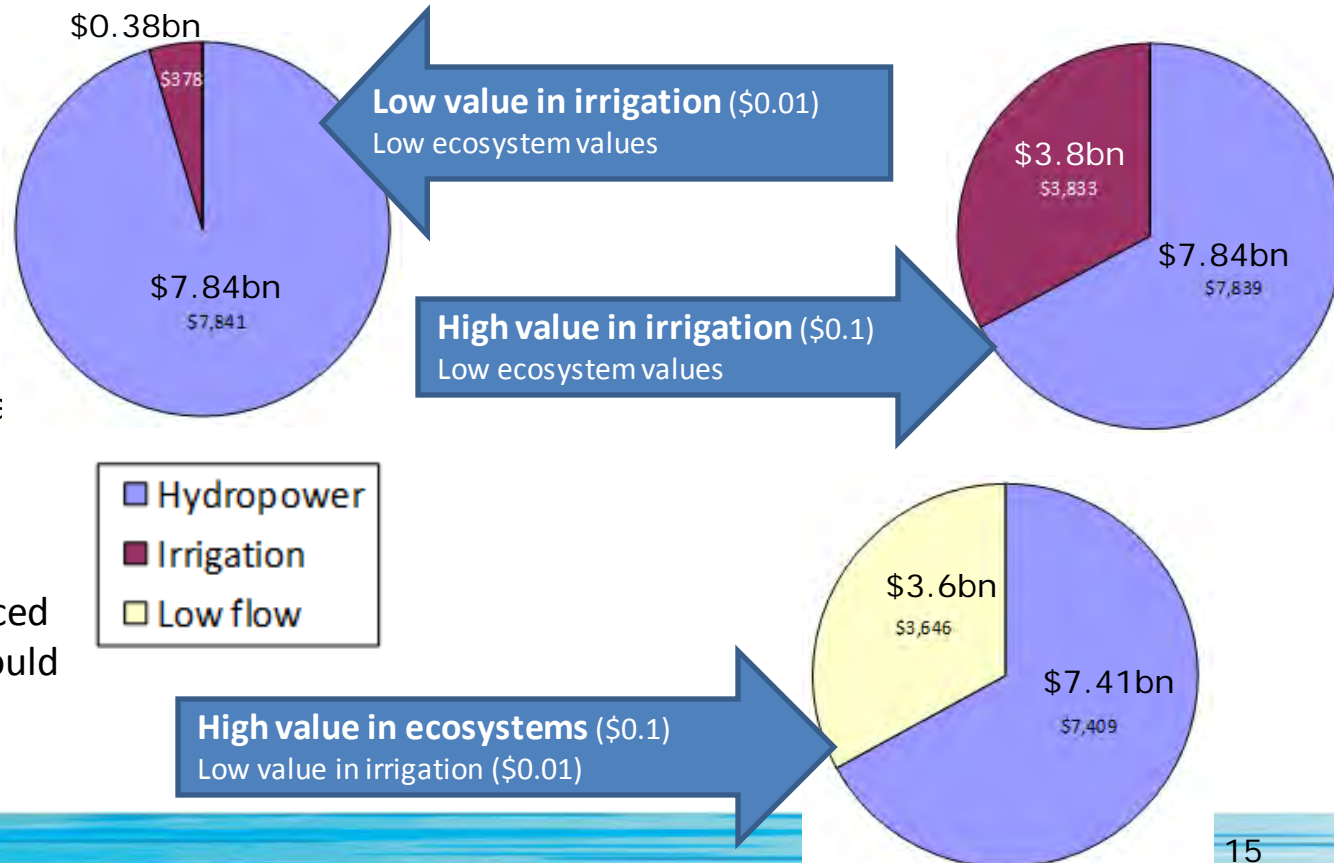 $0.38bn
$378
$7.84bn
$7,841
Low value in irrigation ($0.01)
Low ecosystem values
$3.8bn
$3,833
$7.84bn
$7,839
High value in irrigation ($0.1)
Low ecosystem values
Hydropower
Irrigation
Low flow
$3.6bn
$3,646
$7.41bn
$7,409
High value in ecosystems ($0.1)
Low value in irrigation ($0.01)
15